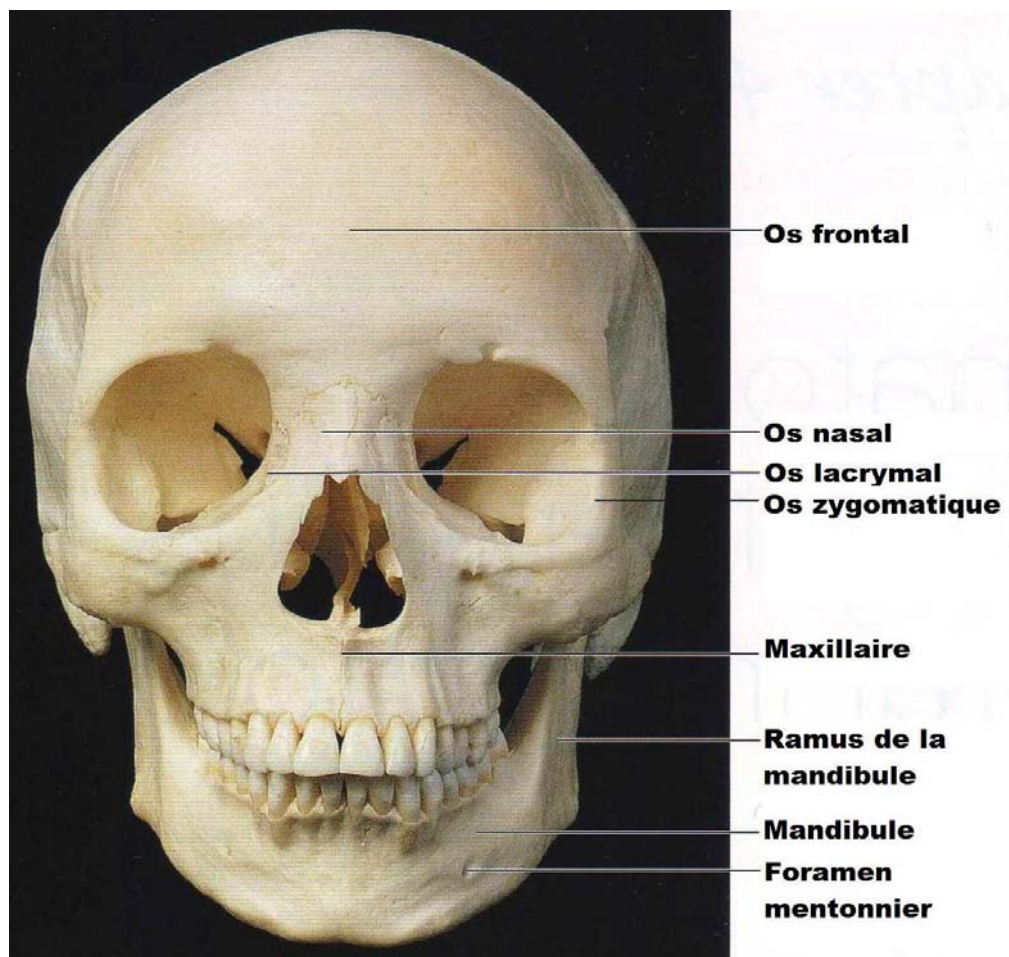 Os frontal
Os nasal
Os lacrymal
Os zygomatique
Maxillaire
Ramus de la
mandibule
Mandibule
Foramen
mentonnier